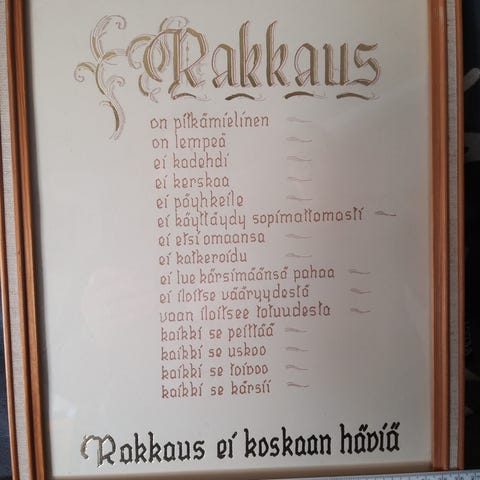 Rakkaus
on pitkämielinen
on lempeä
ei kadehdi
ei kerskaa
ei pöyhkeile
ei käyttäydy sopimattomasti
ei etsi omaansa
ei katkeroidu
ei lue kärsimäänsä pahaa
ei iloitse vääryydestä
vaan iloitsee totuudesta
kaikki se peittää
kaikki se uskoo
kaikki se toivoo
kaikki se kärsii
Rakkaus ei koskaan häviä